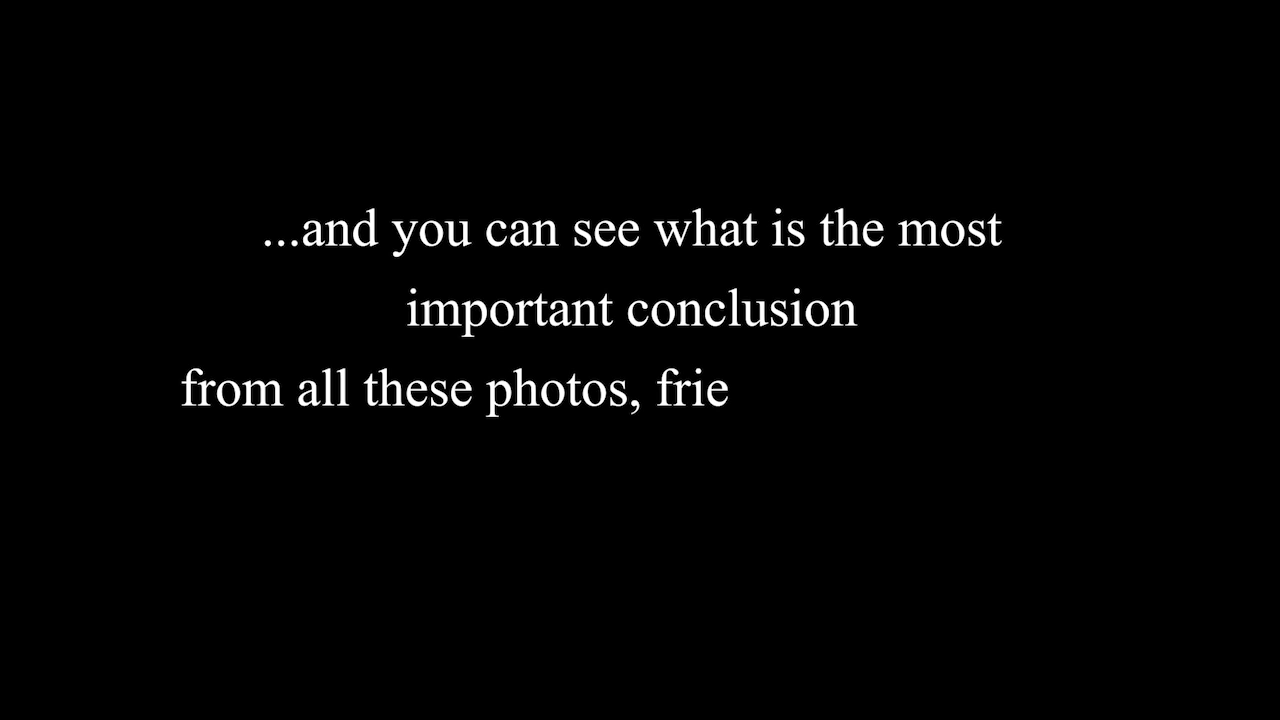 ...and you can see what is the most
important conclusion
from all these photos, frie